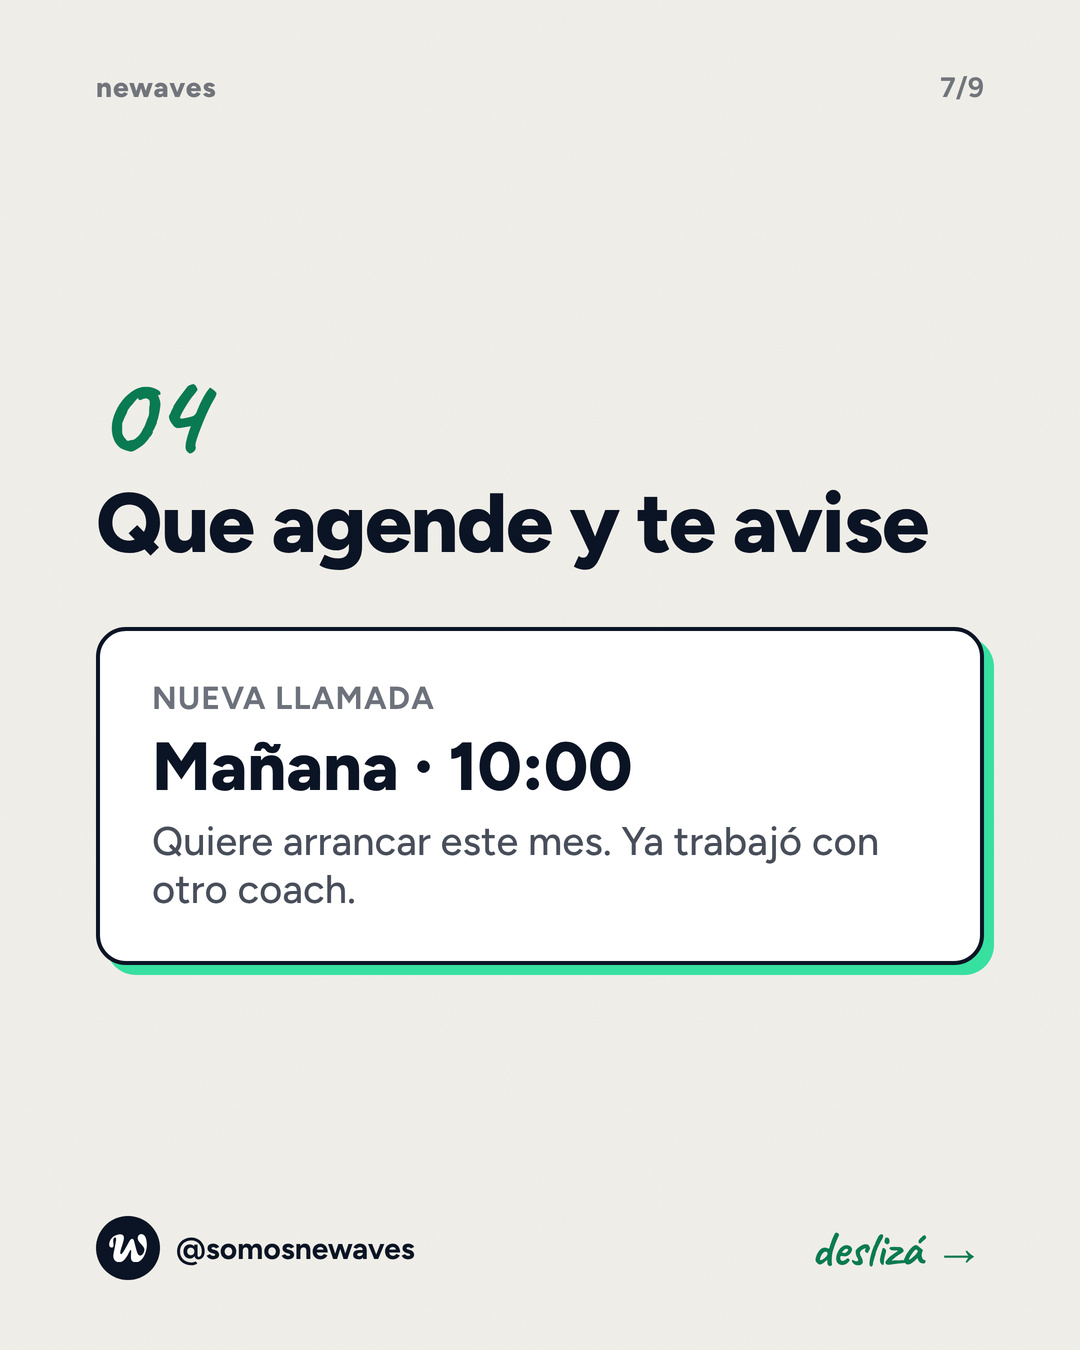 newaves
7/9
04
Que agende y te avise
NUEVA LLAMADA
Mañana · 10:00
Quiere arrancar este mes. Ya trabajó con
otro coach.
w @somosnewaves
deslizá →